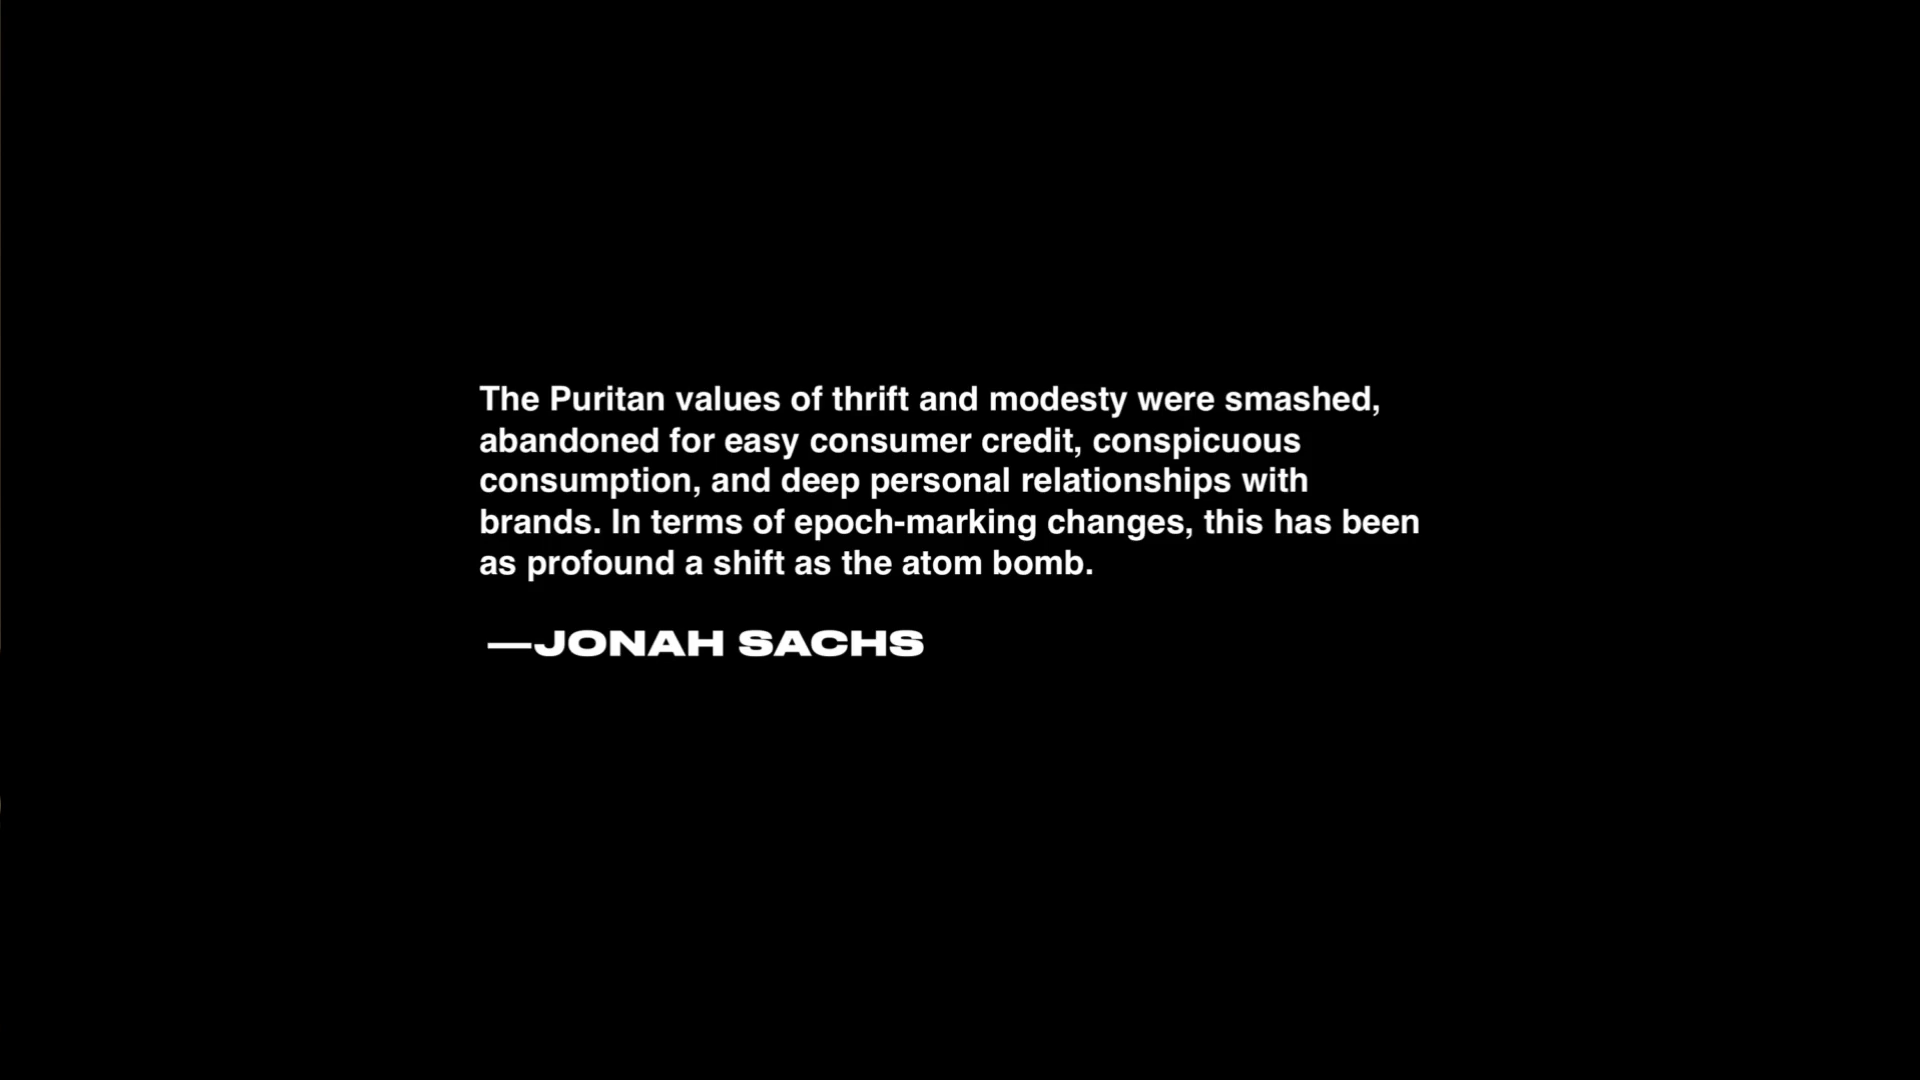 The Puritan values of thrift and modesty were smashed,
abandoned for easy consumer credit, conspicuous
consumption, and deep personal relationships with
brands. In terms of epoch-marking changes, this has been
as profound a shift as the atom bomb.
—JONAH SACHS